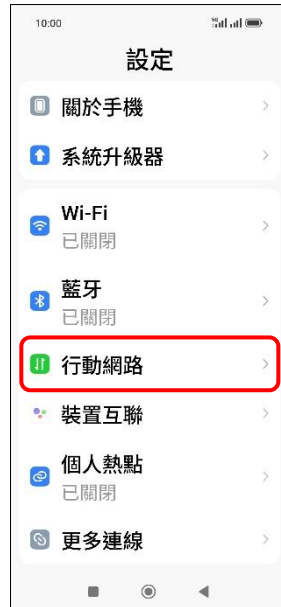 10:00
5G
設定
關於手機
系統升級器
Wi-Fi
已關閉
藍牙
已關閉
行動網路
裝置互聯
個人熱點
已關閉
更多連線